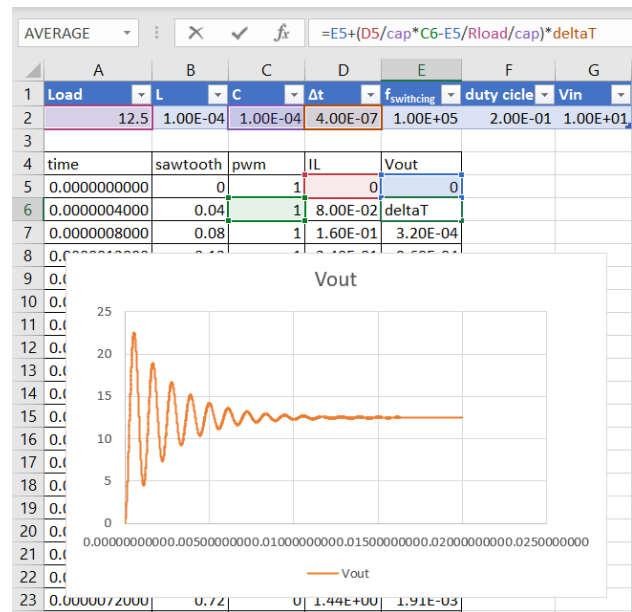 AVERAGE fx =E5+(D5/cap*C6-E5/Rload/cap)*deltaT
A B C D E F G
1 Load L C Δt fswithcing duty cicle Vin
2 12.5 1.00E-04 1.00E-04 4.00E-07 1.00E+05 2.00E-01 1.00E+01
3
4 time sawtooth pwm IL Vout
5 0.0000000000 0 1 0 0
6 0.0000004000 0.04 1 8.00E-02 deltaT
7 0.0000008000 0.08 1 1.60E-01 3.20E-04
8
9
10
11
12
13
14
15
16
17
18
19
20
21
22
23 0.0000072000 0.72 0 1.44E+00 1.91E-03
Vout
25
20
15
10
5
0
0.0000000000 0.0050000000 0.0100000000 0.0150000000 0.0200000000 0.0250000000
Vout